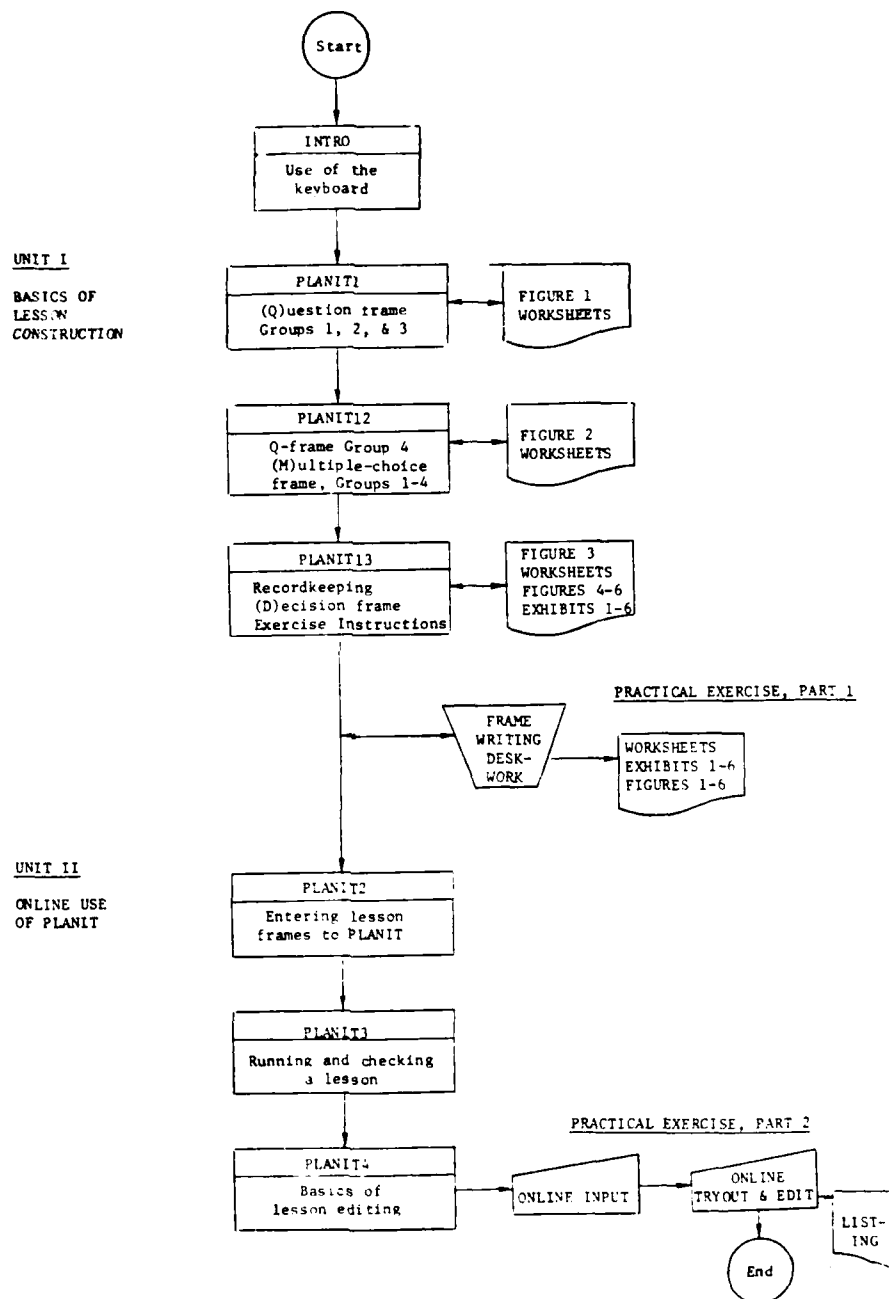 Start
INTRO
Use of the
keyboard
UNIT I
BASICS OF
LESSON
CONSTRUCTION
PLANIT1
(Q)uestion frame
Groups 1, 2, & 3
FIGURE 1
WORKSHEETS
PLANIT12
Q-frame Group 4
(M)ultiple-choice
frame, Groups 1-4
FIGURE 2
WORKSHEETS
PLANIT13
Recordkeeping
(D)ecision frame
Exercise Instructions
FIGURE 3
WORKSHEETS
FIGURES 4-6
EXHIBITS 1-6
PRACTICAL EXERCISE, PART 1
FRAME
WRITING
DESK-
WORK
WORKSHEETS
EXHIBITS 1-6
FIGURES 1-6
UNIT II
ONLINE USE
OF PLANIT
PLANIT2
Entering lesson
frames to PLANIT
PLANIT3
Running and checking
a lesson
PRACTICAL EXERCISE, PART 2
PLANIT4
Basics of
lesson editing
ONLINE INPUT
ONLINE
TRYOUT & EDIT
LIST-
ING
End